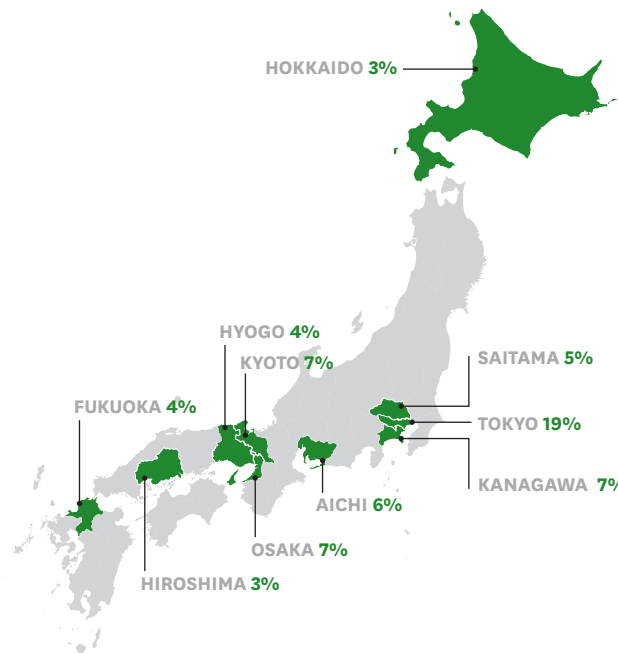 HOKKAIDO 3%
HYOGO 4%
KYOTO 7%
SAITAMA 5%
FUKUOKA 4%
TOKYO 19%
KANAGAWA 7%
AICHI 6%
OSAKA 7%
HIROSHIMA 3%